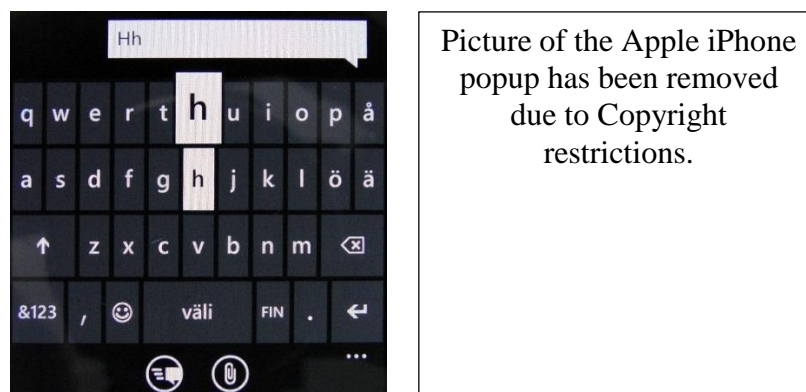 Hh
q w e r t h u i o p å
a s d f g h j k l ö ä
z x c v b n m
&123 , väli FIN .
Picture of the Apple iPhone
popup has been removed
due to Copyright
restrictions.